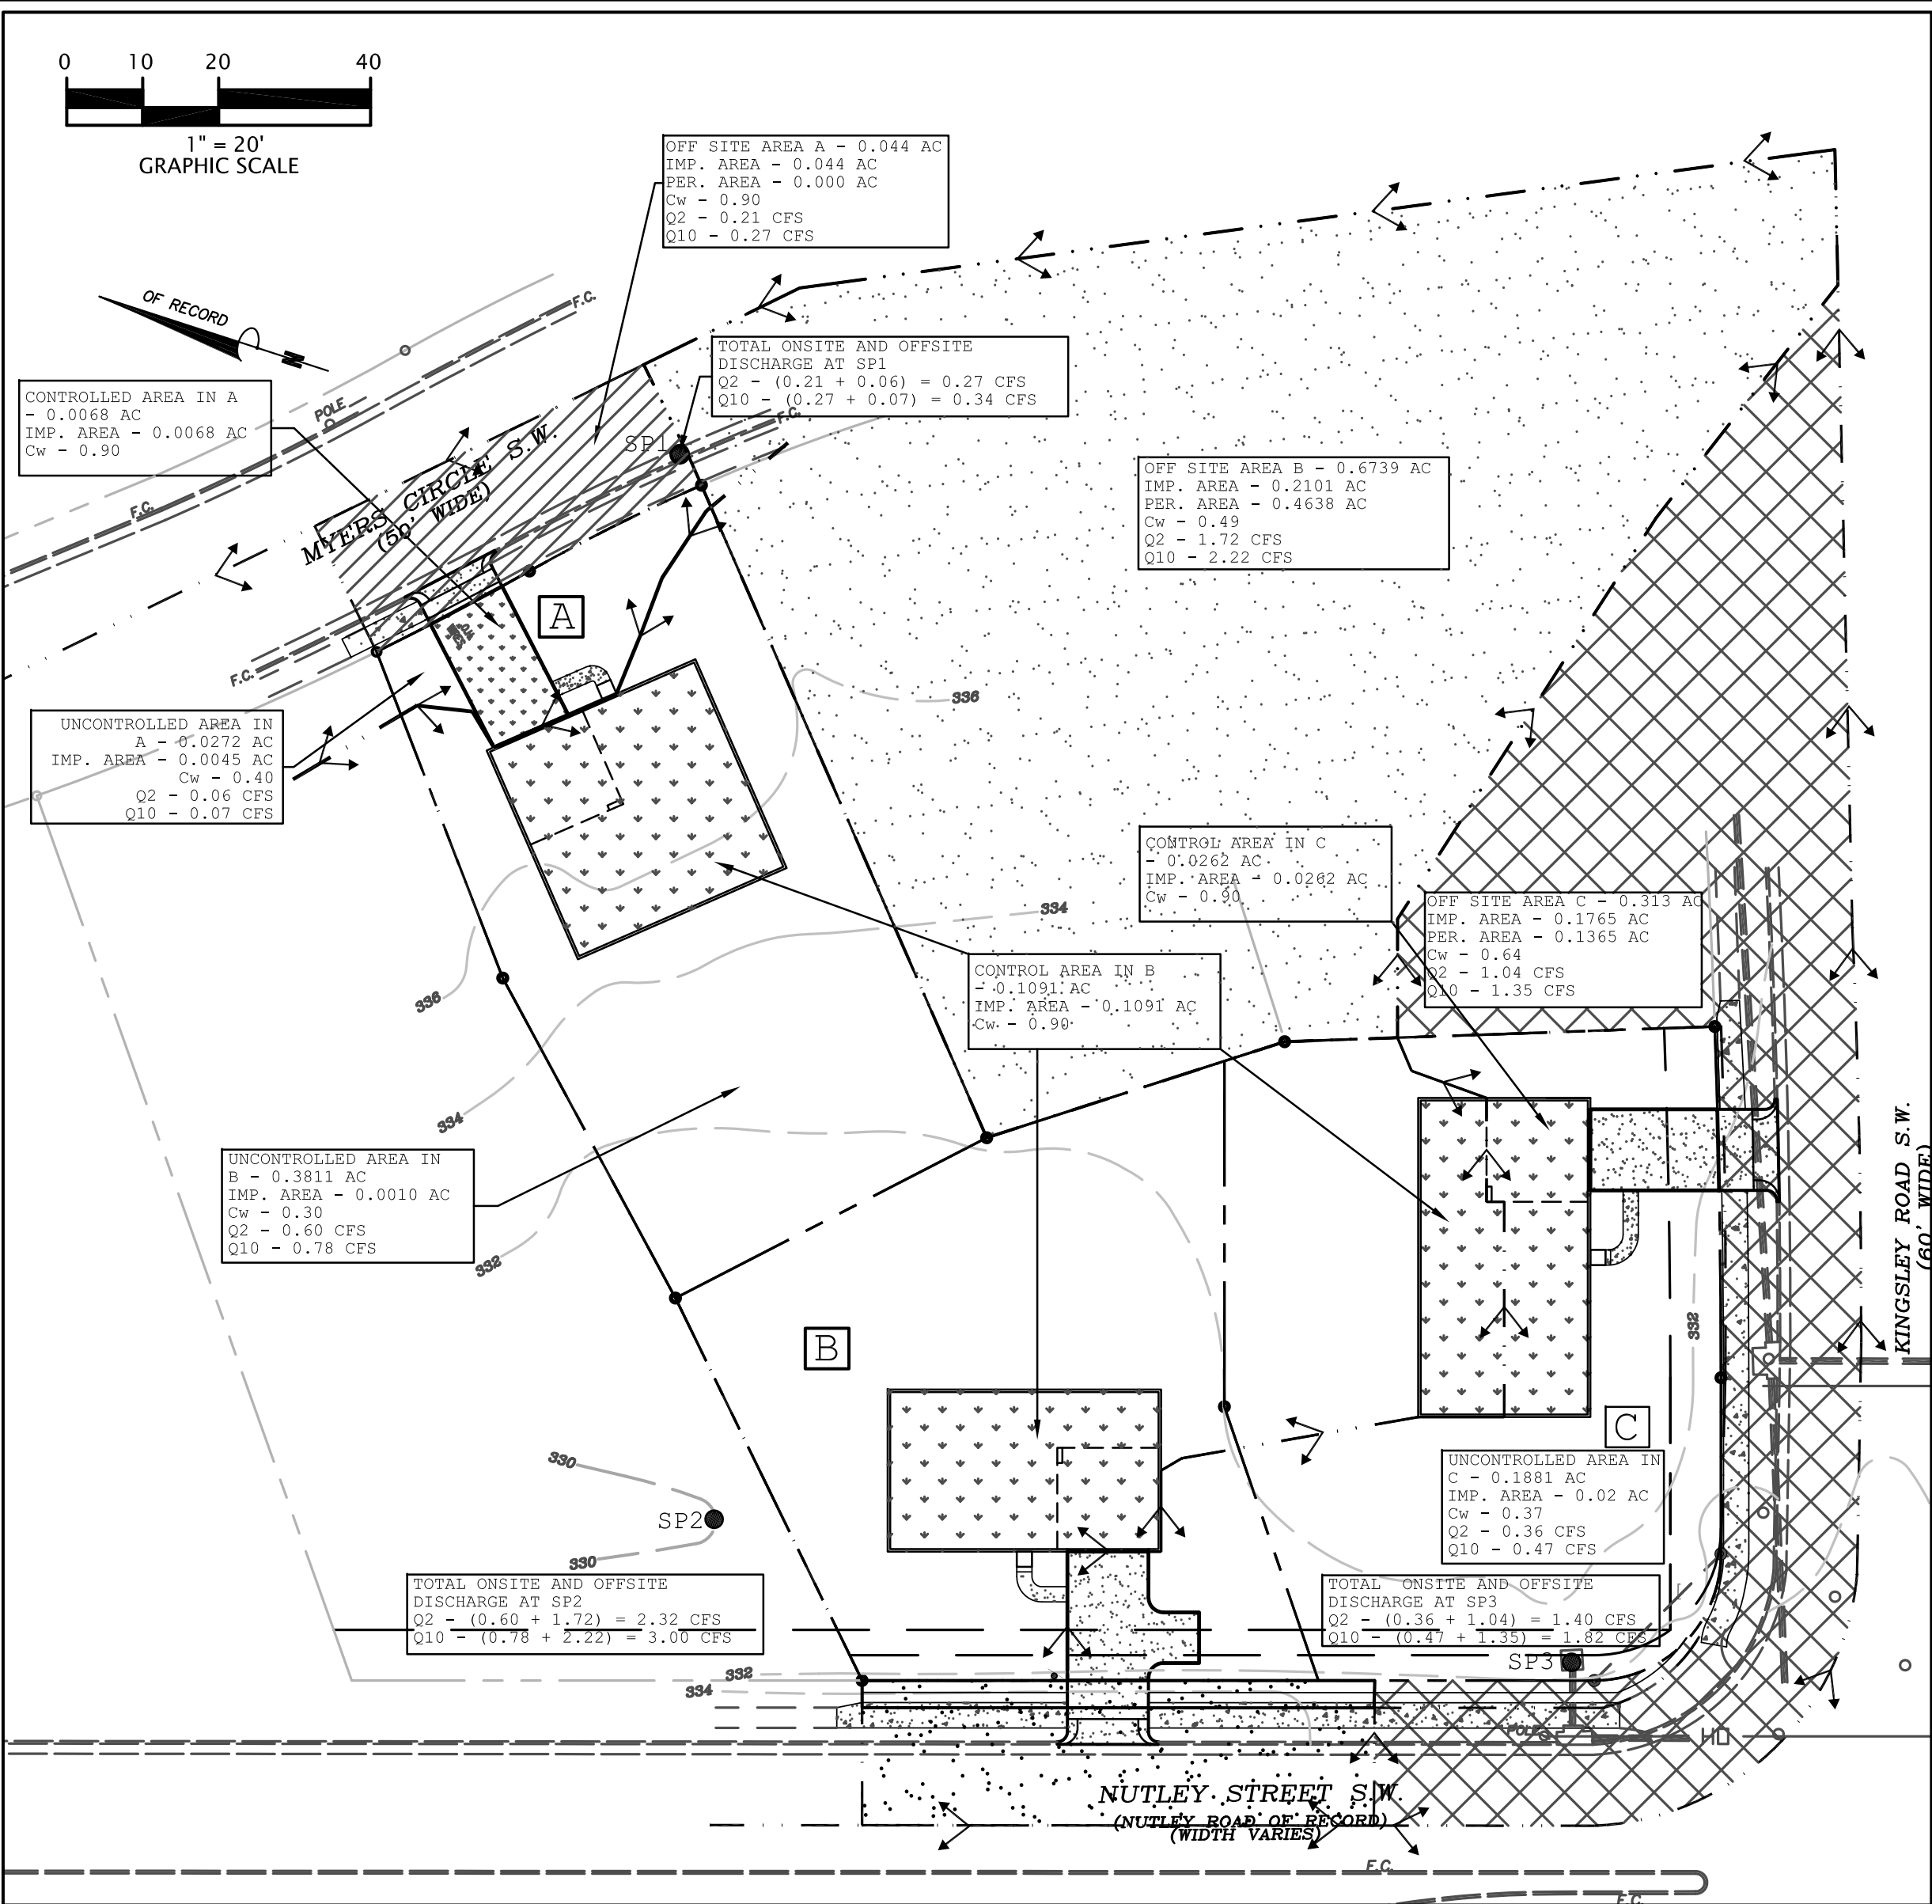 0 10 20 40
1" = 20'
GRAPHIC SCALE
OFF SITE AREA A - 0.044 AC
IMP. AREA - 0.044 AC
PER. AREA - 0.000 AC
Cw - 0.90
Q2 - 0.21 CFS
Q10 - 0.27 CFS
OF RECORD
N
F.C.
TOTAL ONSITE AND OFFSITE
DISCHARGE AT SP1
Q2 - (0.21 + 0.06) = 0.27 CFS
Q10 - (0.27 + 0.07) = 0.34 CFS
CONTROLLED AREA IN A
- 0.0068 AC
IMP. AREA - 0.0068 AC
Cw - 0.90
POLE
F.C.
SP1
MYERS CIRCLE S.W.
(50' WIDE)
F.C.
OFF SITE AREA B - 0.6739 AC
IMP. AREA - 0.2101 AC
PER. AREA - 0.4638 AC
Cw - 0.49
Q2 - 1.72 CFS
Q10 - 2.22 CFS
A
F.C.
336
UNCONTROLLED AREA IN
A - 0.0272 AC
IMP. AREA - 0.0045 AC
Cw - 0.40
Q2 - 0.06 CFS
Q10 - 0.07 CFS
CONTROL AREA IN C
- 0.0262 AC
IMP. AREA - 0.0262 AC
Cw - 0.90
334
OFF SITE AREA C - 0.313 AC
IMP. AREA - 0.1765 AC
PER. AREA - 0.1365 AC
Cw - 0.64
Q2 - 1.04 CFS
Q10 - 1.35 CFS
CONTROL AREA IN B
- 0.1091 AC
IMP. AREA - 0.1091 AC
Cw - 0.90
336
334
KINGSLEY ROAD S.W.
(60' WIDE)
UNCONTROLLED AREA IN
B - 0.3811 AC
IMP. AREA - 0.0010 AC
Cw - 0.30
Q2 - 0.60 CFS
Q10 - 0.78 CFS
332
332
B
C
UNCONTROLLED AREA IN
C - 0.1881 AC
IMP. AREA - 0.02 AC
Cw - 0.37
Q2 - 0.36 CFS
Q10 - 0.47 CFS
330
SP2
330
TOTAL ONSITE AND OFFSITE
DISCHARGE AT SP2
Q2 - (0.60 + 1.72) = 2.32 CFS
Q10 - (0.78 + 2.22) = 3.00 CFS
TOTAL ONSITE AND OFFSITE
DISCHARGE AT SP3
Q2 - (0.36 + 1.04) = 1.40 CFS
Q10 - (0.47 + 1.35) = 1.82 CFS
SP3
332
334
POLE
NUTLEY STREET S.W.
(NUTLEY ROAD OF RECORD)
(WIDTH VARIES)
F.C.
F.C.